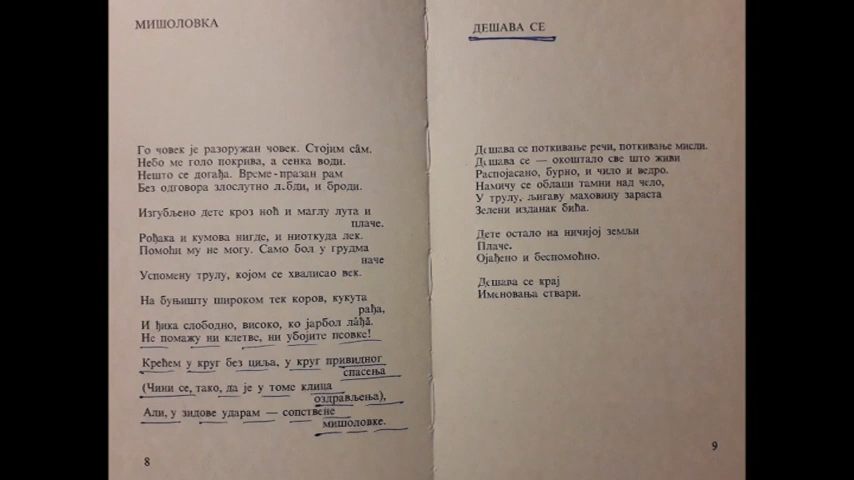 МИШОЛОВКА
Го човек је разоружан човек. Стојим са̂м.
Небо ме голо покрива, а сенка води.
Нешто се догађа. Време-празан рам
Без одговора злослутно лебди, и броди.
Изгубљено дете кроз ноћ и маглу лута и
плаче.
Рођака и кумова нигде, и ниоткуда лек.
Помоћи му не могу. Само бол у грудма
наче
Успомену трулу, којом се хвалисао век.
На буњишту широком тек коров, кукута
рађа,
И ђика слободно, високо, ко јарбол ла̂ђа̂.
Не помажу ни клетве, ни убојите псовке!
Крећем у круг без циља, у круг привидног
спасења
(Чини се, тако, да је у томе клица
оздрављења),
Али, у зидове ударам — сопствене
мишоловке.
8
ДЕШАВА СЕ
Дешава се поткивање речи, поткивање мисли.
Дешава се — окоштало све што живи
Распојасано, бурно, и чило и ведро.
Намичу се облаци тамни над чело,
У трулу, љигаву маховину зараста
Зелени изданак бића.
Дете остало на ничијој земљи
Плаче.
Ојађено и беспомоћно.
Дешава се крај
Именовања ствари.
9